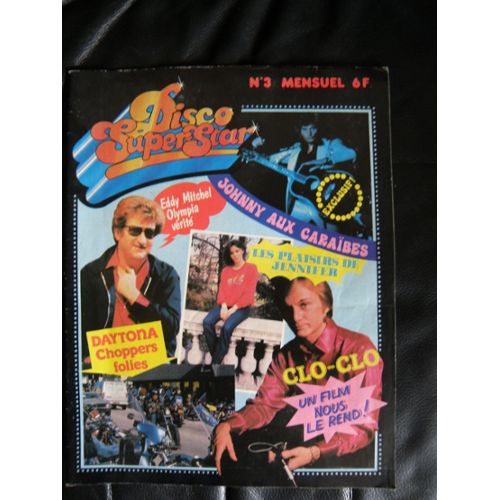 N°3 MENSUEL 6F
Disco
SuperStar
EXCLUSIF
JOHNNY AUX CARAÏBES
Eddy Mitchel
Olympia
vérité
LES PLAISIRS DE
JENNIFER
DAYTONA
Choppers
folies
CLO-CLO
UN FILM
NOUS
LE REND!